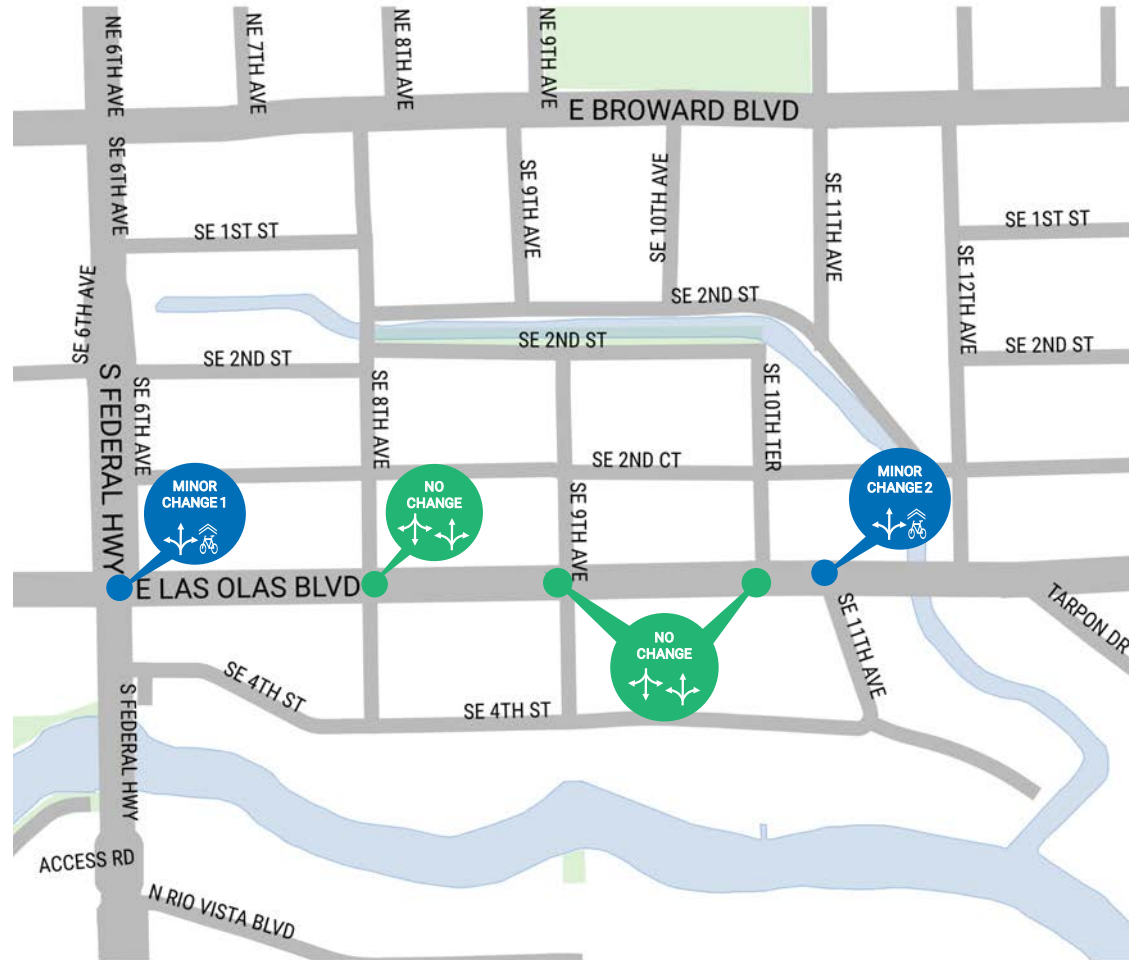 NE 6TH AVE
NE 7TH AVE
NE 8TH AVE
NE 9TH AVE
E BROWARD BLVD
SE 6TH AVE
SE 9TH AVE
SE 10TH AVE
SE 11TH AVE
SE 1ST ST
SE 1ST ST
SE 12TH AVE
SE 6TH AVE
SE 2ND ST
SE 2ND ST
SE 2ND ST
SE 2ND ST
S FEDERAL HWY
SE 6TH AVE
SE 8TH AVE
SE 10TH TER
SE 2ND CT
MINOR
CHANGE 1
NO
CHANGE
SE 9TH AVE
MINOR
CHANGE 2
E LAS OLAS BLVD
NO
CHANGE
SE 11TH AVE
TARPON DR
SE 4TH ST
SE 4TH ST
S FEDERAL HWY
ACCESS RD
N RIO VISTA BLVD